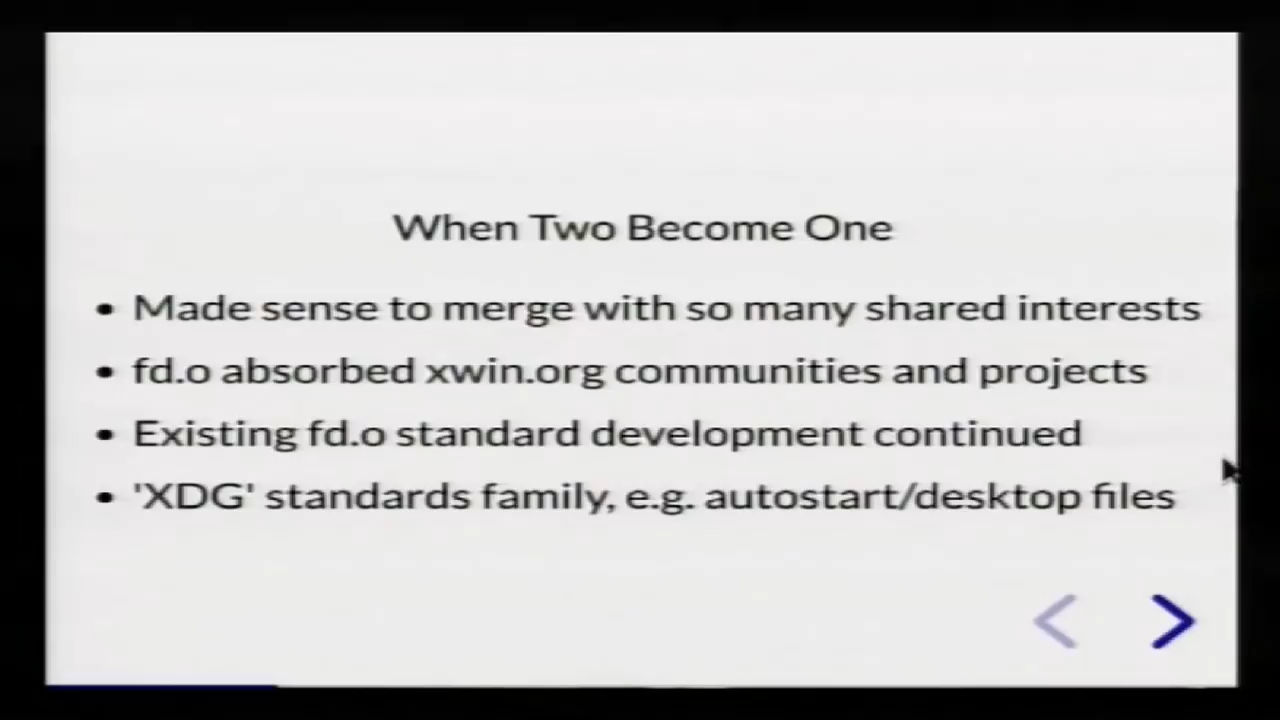 When Two Become One
• Made sense to merge with so many shared interests
• fd.o absorbed xwin.org communities and projects
• Existing fd.o standard development continued
• 'XDG' standards family, e.g. autostart/desktop files